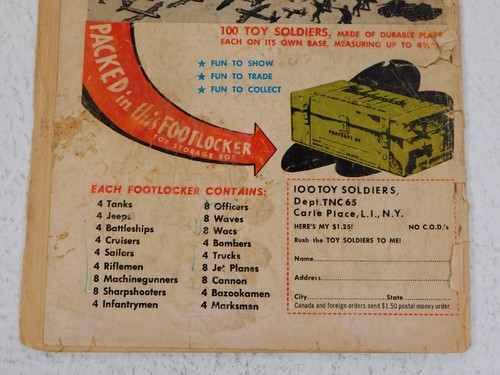 100 TOY SOLDIERS, MADE OF DURABLE
EACH ON ITS OWN BASE, MEASURING UP TO
★ FUN TO SHOW
★ FUN TO TRADE
★ FUN TO COLLECT
PACKED in this FOOTLOCKER
TOY STORAGE BOX
PROPERTY OF
EACH FOOTLOCKER CONTAINS:
4 Tanks
4 Jeeps
4 Battleships
4 Cruisers
4 Sailors
4 Riflemen
8 Machinegunners
8 Sharpshooters
4 Infantrymen
8 Officers
8 Waves
8 Wacs
4 Bombers
4 Trucks
8 Jet Planes
8 Cannon
4 Bazookamen
4 Marksmen
100 TOY SOLDIERS,
Dept. TNC 65
Carle Place, L.I., N.Y.
HERE'S MY $1.25! NO C.O.D.'s
Rush the TOY SOLDIERS TO ME!
Name
Address
City State
Canada and foreign orders send $1.50 postal money order.